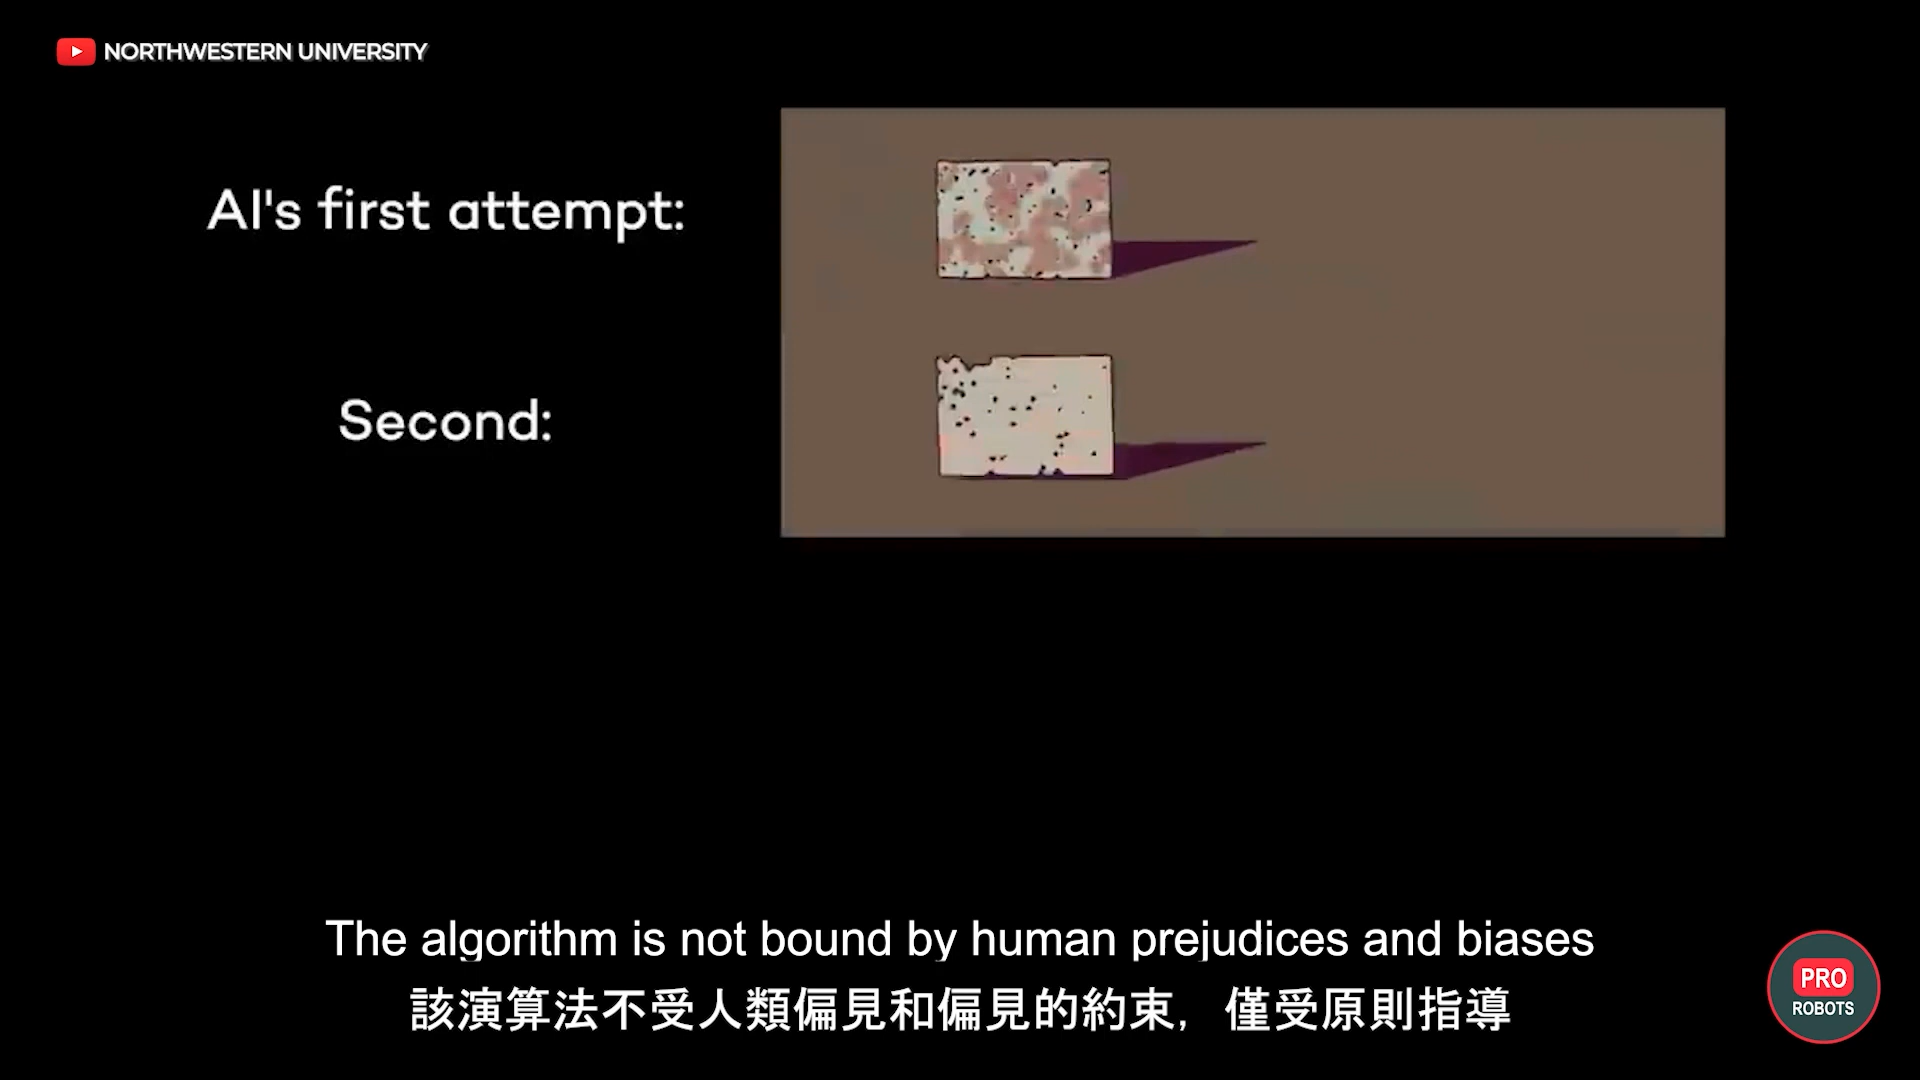 NORTHWESTERN UNIVERSITY
AI's first attempt:
Second:
The algorithm is not bound by human prejudices and biases
該演算法不受人類偏見和偏見的約束，僅受原則指導
PRO
ROBOTS